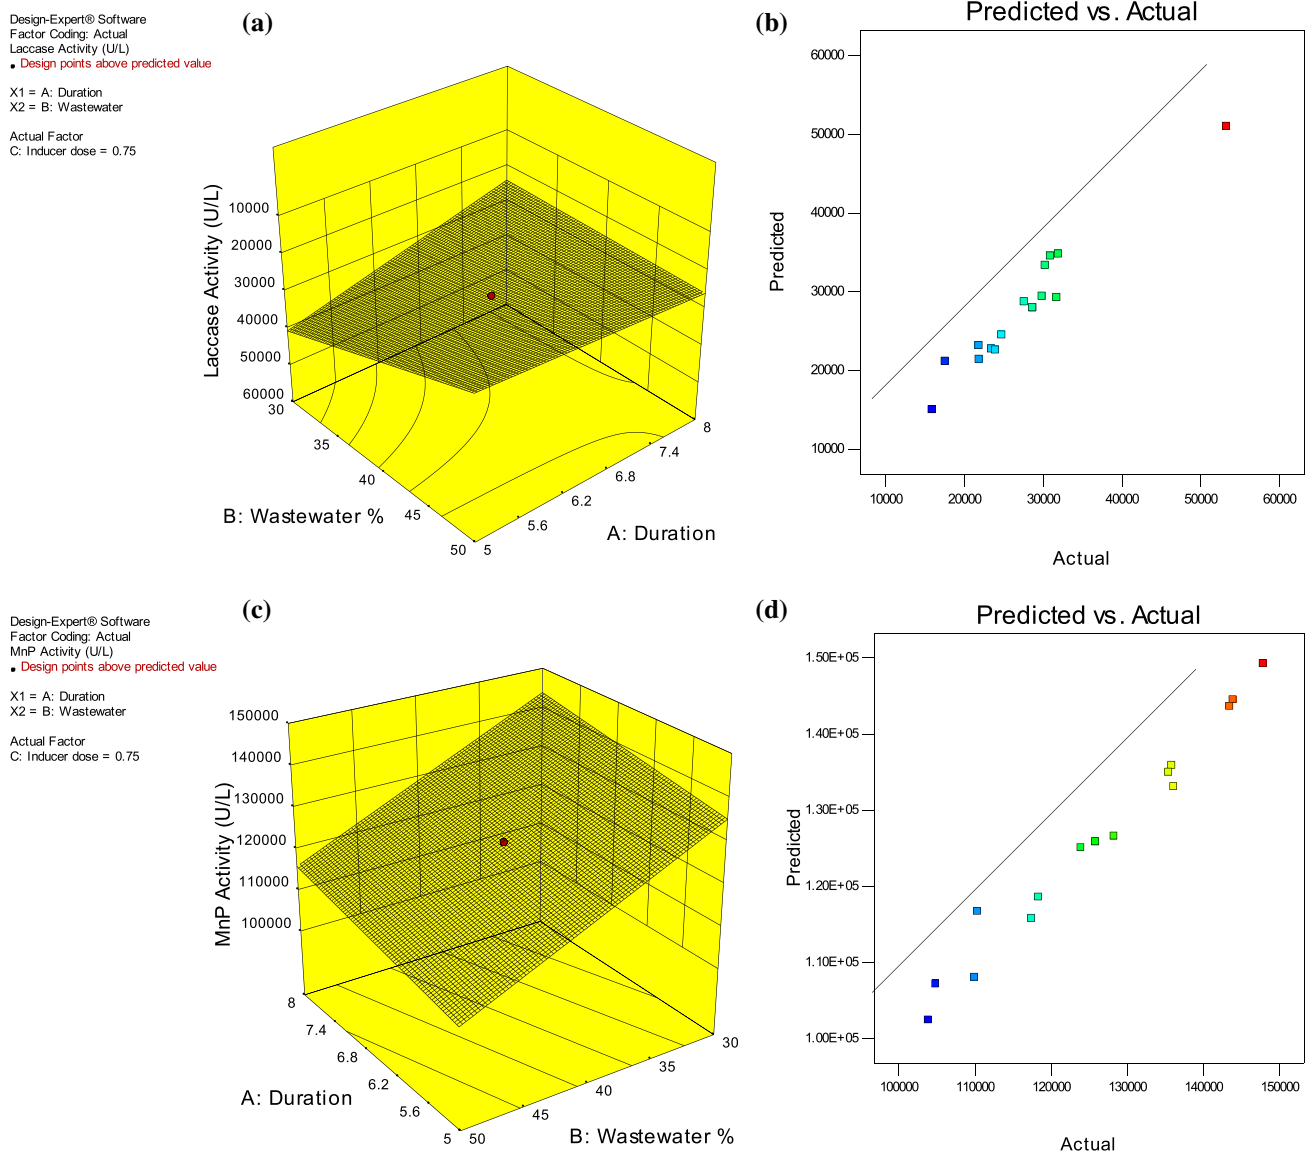 Design-Expert® Software
Factor Coding: Actual
Laccase Activity (U/L)
Design points above predicted value
X1 = A: Duration
X2 = B: Wastewater
Actual Factor
C: Inducer dose = 0.75
(a)
Laccase Activity (U/L)
10000
20000
30000
40000
50000
60000
30
35
40
45
50
B: Wastewater %
5
5.6
6.2
6.8
7.4
8
A: Duration
(b)
Predicted vs. Actual
Predicted
60000
50000
40000
30000
20000
10000
10000
20000
30000
40000
50000
60000
Actual
Design-Expert® Software
Factor Coding: Actual
MnP Activity (U/L)
Design points above predicted value
X1 = A: Duration
X2 = B: Wastewater
Actual Factor
C: Inducer dose = 0.75
(c)
MnP Activity (U/L)
150000
140000
130000
120000
110000
100000
8
7.4
6.8
6.2
5.6
5
A: Duration
50
45
40
35
30
B: Wastewater %
(d)
Predicted vs. Actual
Predicted
1.50E+05
1.40E+05
1.30E+05
1.20E+05
1.10E+05
1.00E+05
100000
110000
120000
130000
140000
150000
Actual